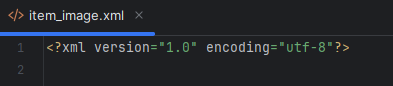 </> item_image.xml ×
1 <?xml version="1.0" encoding="utf-8"?>
2